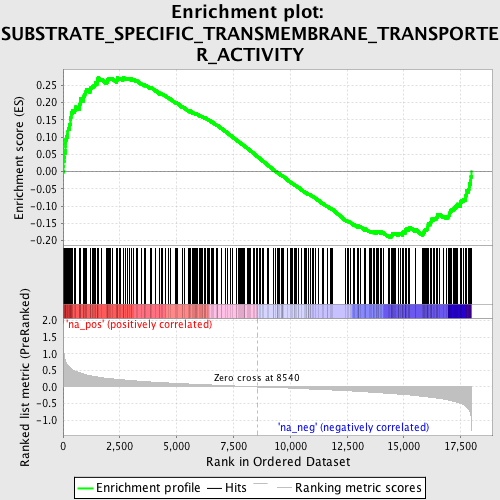 Enrichment plot:
SUBSTRATE_SPECIFIC_TRANSMEMBRANE_TRANSPORTE
R_ACTIVITY
Enrichment score (ES)
0.25
0.20
0.15
0.10
0.05
0.00
-0.05
-0.10
-0.15
-0.20
'na_pos' (positively correlated)
Ranked list metric (PreRanked)
2.0
1.5
1.0
0.5
0.0
-0.5
-1.0
Zero cross at 8540
'na_neg' (negatively correlated)
0
2,500
5,000
7,500
10,000
12,500
15,000
17,500
Rank in Ordered Dataset
Enrichment profile
Hits
Ranking metric scores